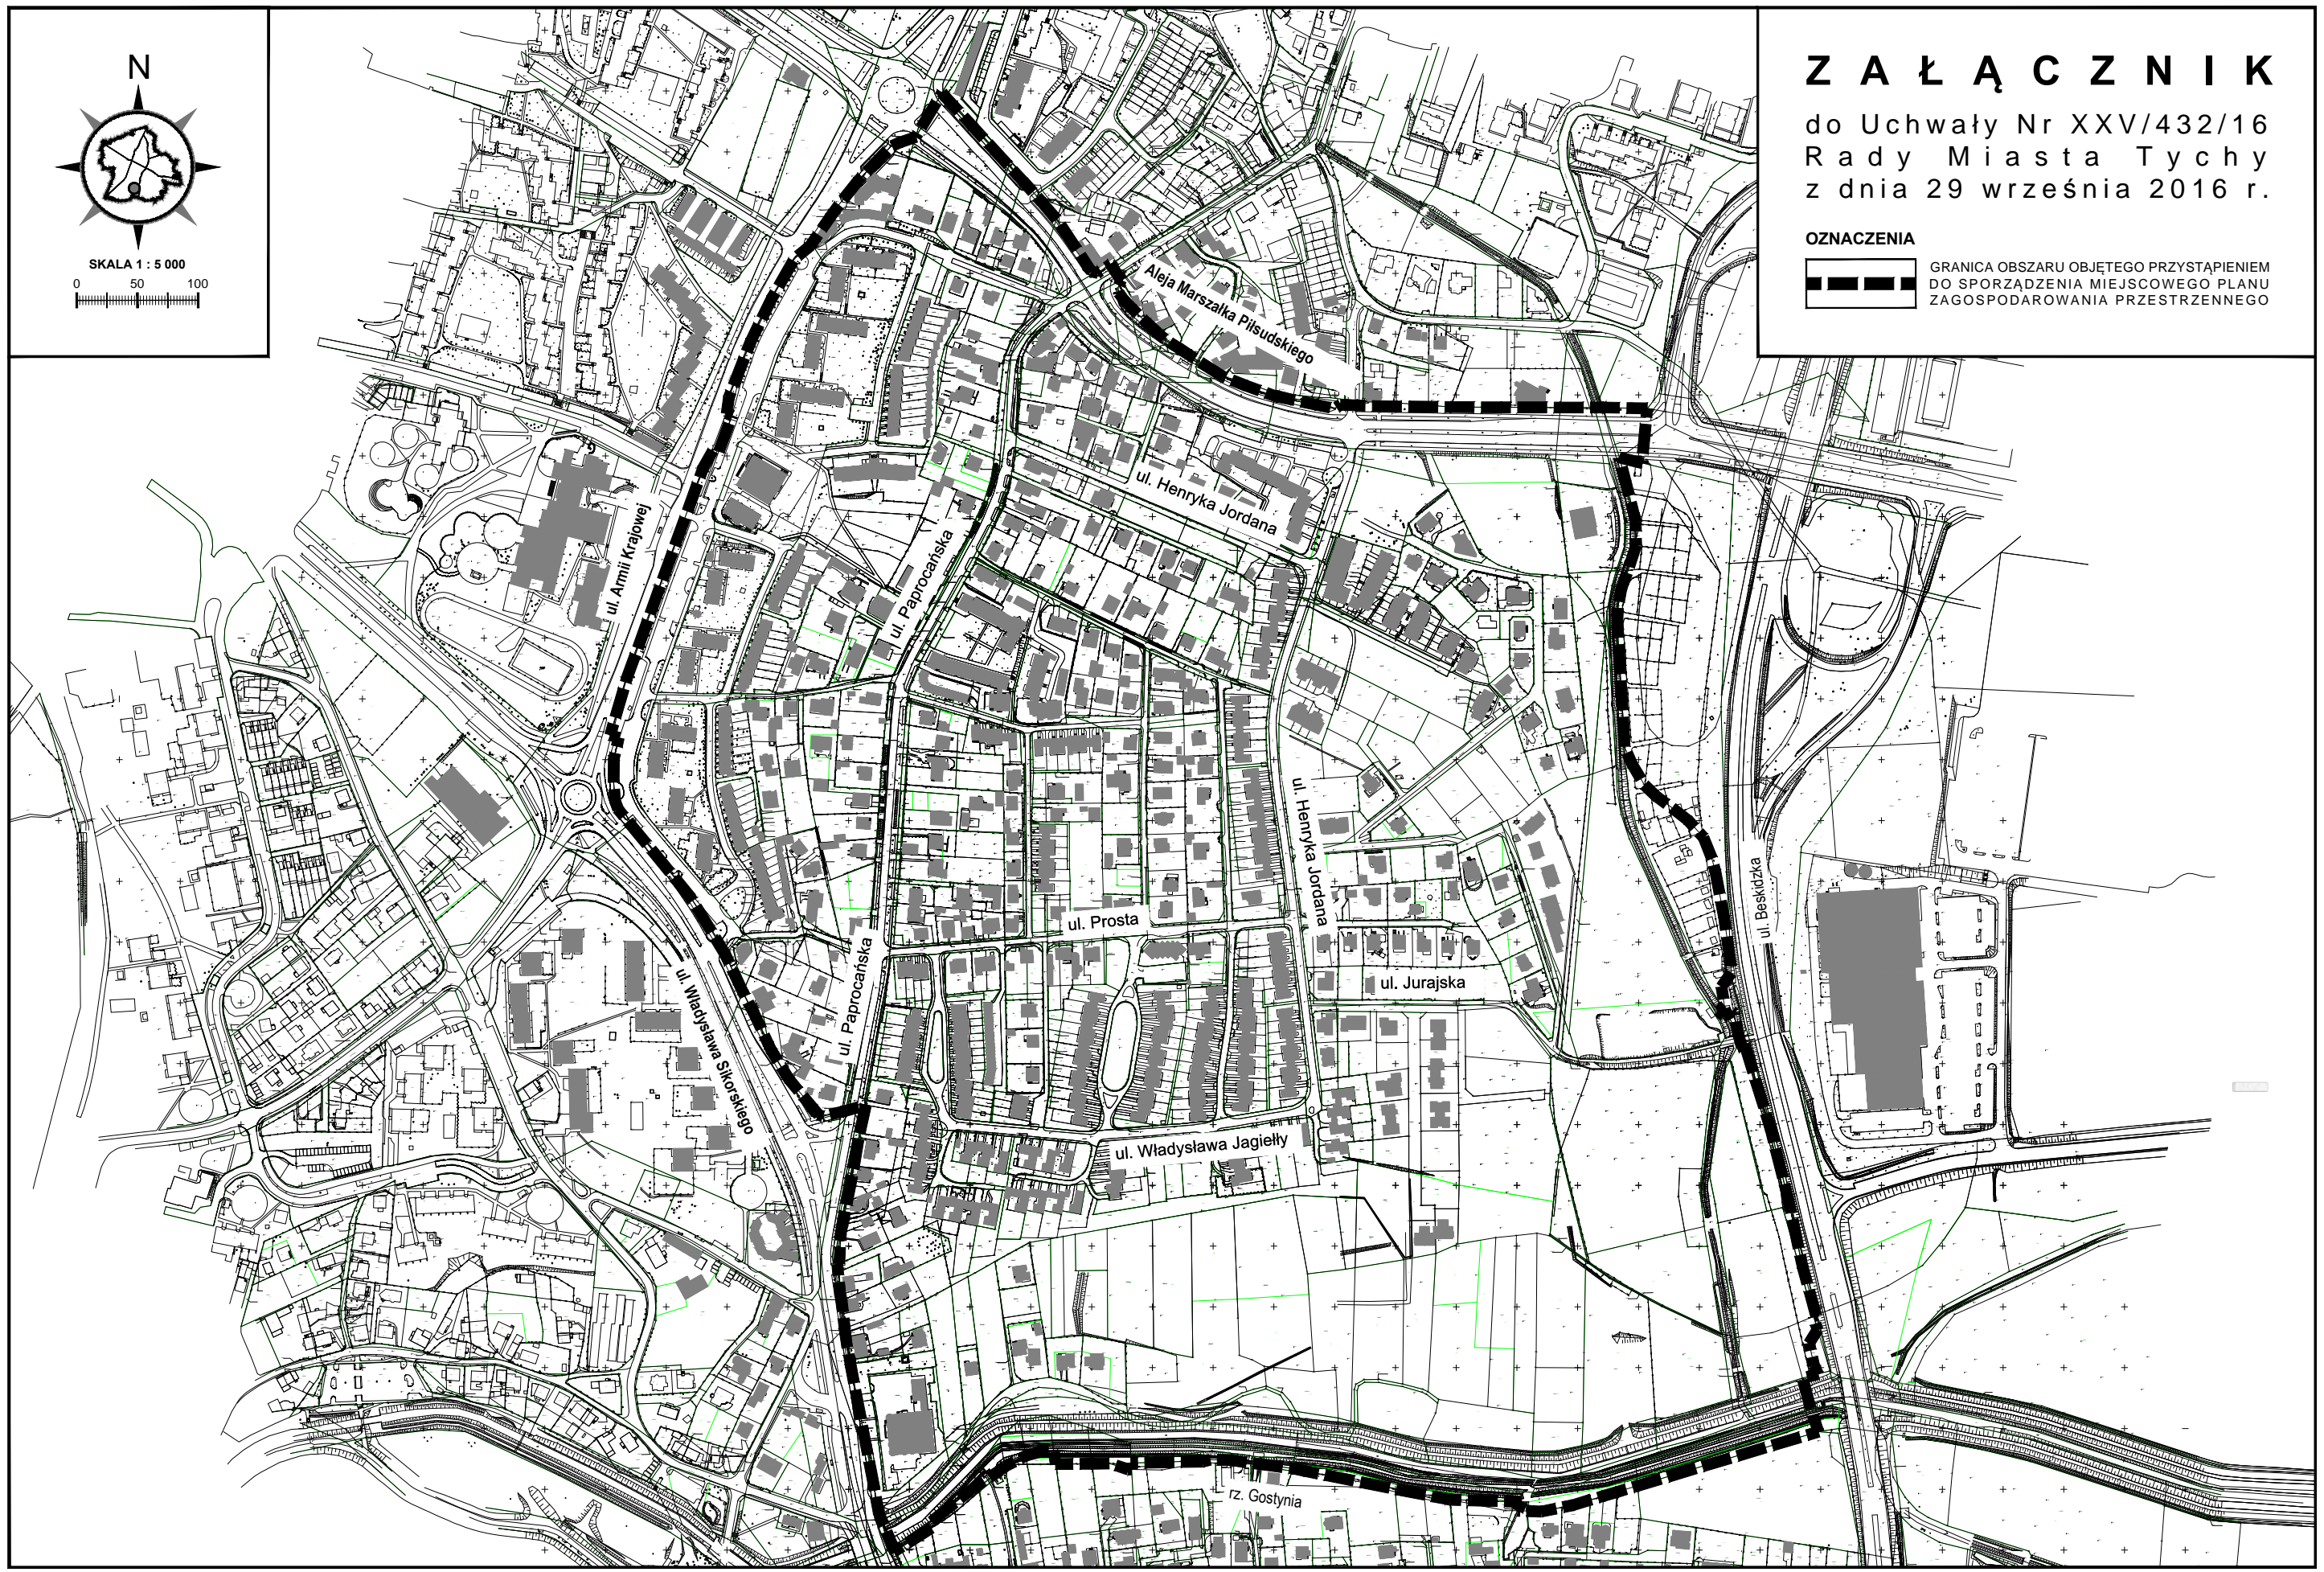 N
SKALA 1 : 5 000
0 50 100
ZAŁĄCZNIK
do Uchwały Nr XXV/432/16
Rady Miasta Tychy
z dnia 29 września 2016 r.
OZNACZENIA
GRANICA OBSZARU OBJĘTEGO PRZYSTĄPIENIEM
DO SPORZĄDZENIA MIEJSCOWEGO PLANU
ZAGOSPODAROWANIA PRZESTRZENNEGO
Aleja Marszałka Piłsudskiego
ul. Henryka Jordana
ul. Armii Krajowej
ul. Paprocańska
ul. Henryka Jordana
ul. Beskidzka
ul. Prosta
ul. Paprocańska
ul. Jurajska
ul. Władysława Sikorskiego
ul. Władysława Jagiełły
rz. Gostynia